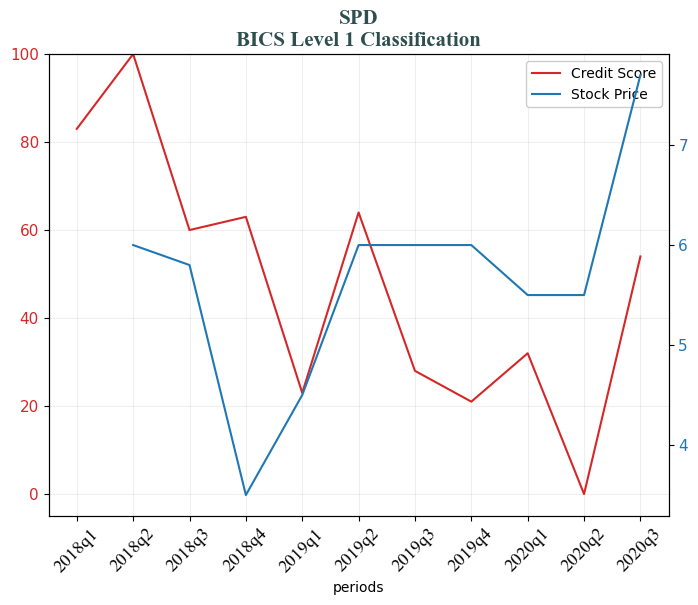 SPD
BICS Level 1 Classification
Credit Score
Stock Price
100
80
60
40
20
0
7
6
5
4
2018q1
2018q2
2018q3
2018q4
2019q1
2019q2
2019q3
2019q4
2020q1
2020q2
2020q3
periods